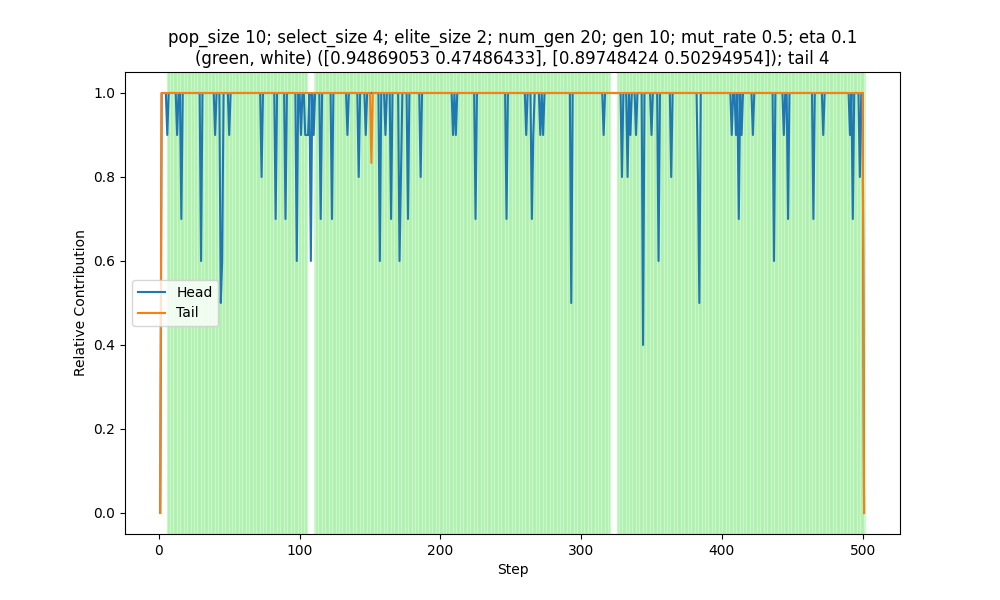 pop_size 10; select_size 4; elite_size 2; num_gen 20; gen 10; mut_rate 0.5; eta 0.1
(green, white) ([0.94869053 0.47486433], [0.89748424 0.50294954]); tail 4
1.0
0.8
0.6
0.4
0.2
0.0
Relative Contribution
Head
Tail
0
100
200
300
400
500
Step